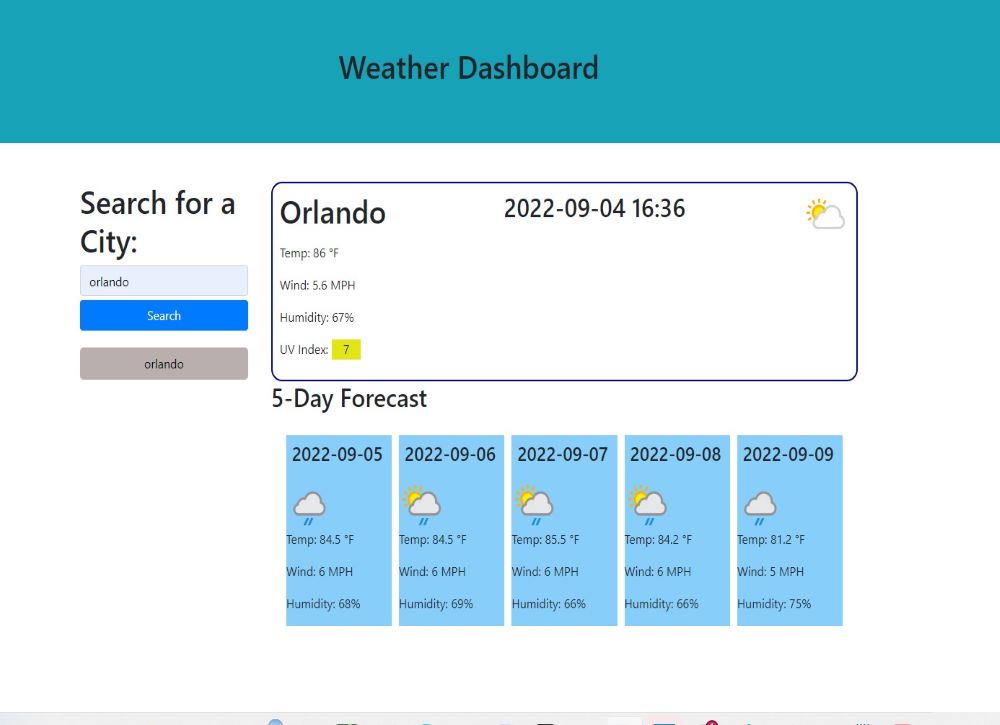 Weather Dashboard
Search for a
City:
orlando
Search
orlando
Orlando
2022-09-04 16:36
Temp: 86 °F
Wind: 5.6 MPH
Humidity: 67%
UV Index: 7
5-Day Forecast
2022-09-05
Temp: 84.5 °F
Wind: 6 MPH
Humidity: 68%
2022-09-06
Temp: 84.5 °F
Wind: 6 MPH
Humidity: 69%
2022-09-07
Temp: 85.5 °F
Wind: 6 MPH
Humidity: 66%
2022-09-08
Temp: 84.2 °F
Wind: 6 MPH
Humidity: 66%
2022-09-09
Temp: 81.2 °F
Wind: 5 MPH
Humidity: 75%